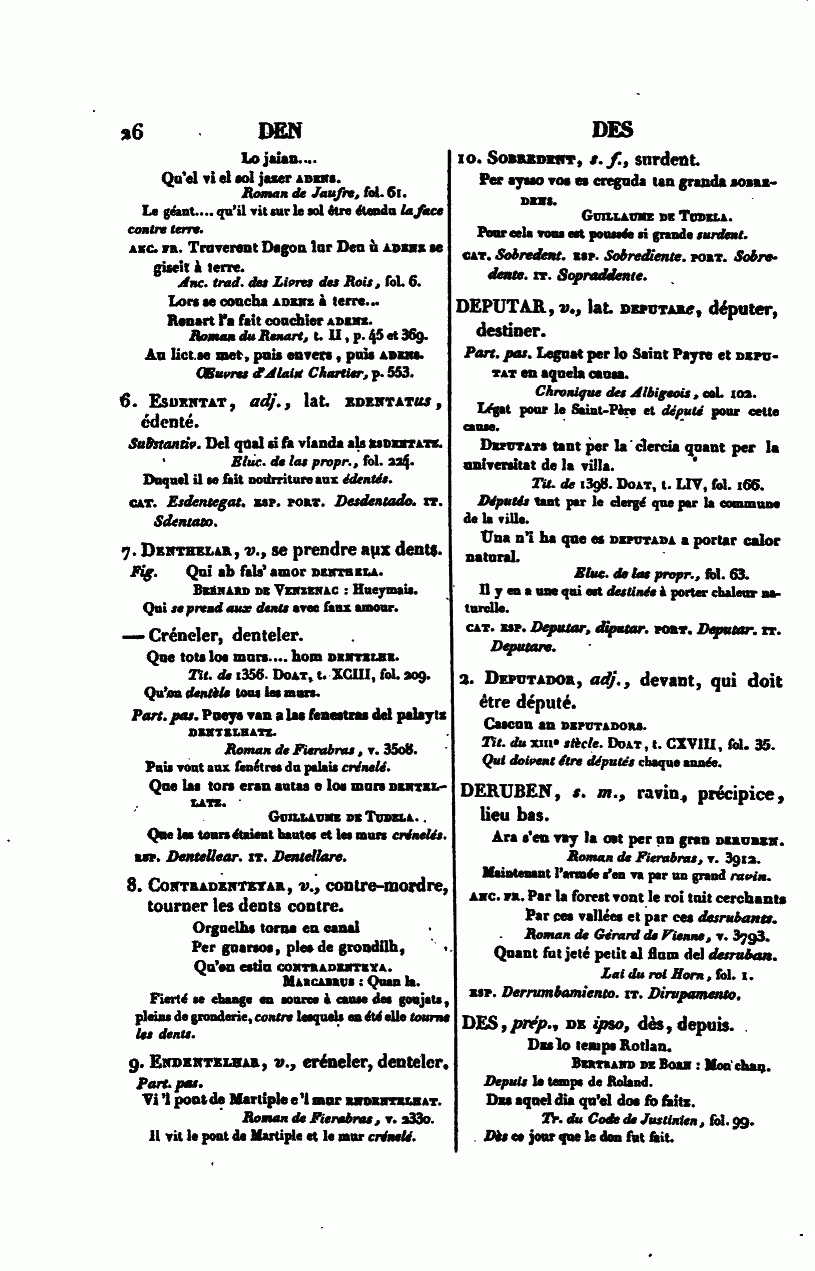 26 DEN DES
Lo jaian....
Qu'el vi el sol jazer ADENS.
Roman de Jaufre, fol. 61.
Le géant.... qu'il vit sur le sol être étendu la face
contre terre.
ANC. FR. Traverent Dagon lur Deu ù ADENZ se
giseit à terre.
Anc. trad. des Livres des Rois, fol. 6.
Lors se coucha ADENZ à terre...
Renart l'a fait couchier ADENZ.
Roman du Renart, t. II, p. 45 et 369.
Au lict se met, puis envers, puis ADENS.
Œuvres d'Alain Chartier, p. 553.
6. ESDENTAT, adj., lat. EDENTATUS,
édenté.
Substantiv. Del qual si fa vianda als ESDENTATZ.
Eluc. de las propr., fol. 224.
Duquel il se fait nourriture aux édentés.
CAT. Esdentegat. ESP. PORT. Desdentado. IT.
Sdentato.
7. DENTHELAR, v., se prendre aux dents.
Fig. Qui ab fals' amor DENTHELA.
BERNARD DE VENZENAC : Hueymais.
Qui se prend aux dents avec faux amour.
— Créneler, denteler.
Que tots los murs.... hom DENTELHE.
Tit. de 1356. DOAT, t. XCIII, fol. 209.
Qu'on dentèle tous les murs.
Part. pas. Pueys van a las fenestras del palaytz
DENTELHATZ.
Roman de Fierabras, v. 3508.
Puis vont aux fenêtres du palais crénelé.
Que las tors eran autas e los murs DENTEL-
LATZ.
GUILLAUME DE TUDELA.
Que les tours étaient hautes et les murs crénelés.
ESP. Dentellear. IT. Dentellare.
8. CONTRADENTEYAR, v., contre-mordre,
tourner les dents contre.
Orguelhs torna en canal
Per guarsos, ples de grondilh,
Qu'en estiu CONTRADENTEYA.
MARCABRUS : Quan la.
Fierté se change en source à cause des goujats,
pleins de gronderie, contre lesquels en été elle tourne
les dents.
9. ENDENTELHAR, v., créneler, denteler.
Part. pas.
Vi 'l pont de Martiple e 'l mur ENDENTELHAT.
Roman de Fierabras, v. 2330.
Il vit le pont de Martiple et le mur crénelé.
10. SOBREDENT, s. f., surdent.
Per aysso vos es creguda tan granda SOBRE-
DENS.
GUILLAUME DE TUDELA.
Pour cela vous est poussée si grande surdent.
CAT. Sobredent. ESP. Sobrediente. PORT. Sobre-
dente. IT. Sopraddente.
DEPUTAR, v., lat. DEPUTARe, députer,
destiner.
Part. pas. Leguat per lo Saint Payre et DEPU-
TAT en aquela causa.
Chronique des Albigeois, col. 102.
Légat pour le Saint-Père et député pour cette
cause.
DEPUTATS tant per la clercia quant per la
universitat de la villa.
Tit. de 1398. DOAT, t. LIV, fol. 166.
Députés tant par le clergé que par la commune
de la ville.
Una n'i ha que es DEPUTADA a portar calor
natural.
Eluc. de las propr., fol. 63.
Il y en a une qui est destinée à porter chaleur na-
turelle.
CAT. ESP. Deputar, diputar. PORT. Deputar. IT.
Deputare.
2. DEPUTADOR, adj., devant, qui doit
être député.
Cascun an DEPUTADORS.
Tit. du XIIIe siècle. DOAT, t. CXVIII, fol. 35.
Qui doivent être députés chaque année.
DERUBEN, s. m., ravin, précipice,
lieu bas.
Ara s'en vay la ost per un gran DERUBEN.
Roman de Fierabras, v. 3912.
Maintenant l'armée s'en va par un grand ravin.
ANC. FR. Par la forest vont le roi tuit cerchants
Par ces vallées et par ces desrubants.
Roman de Gérard de Vienne, v. 3793.
Quant fut jeté petit al flum del desruban.
Lai du roi Horn, fol. 1.
ESP. Derrumbamiento. IT. Dirupamento.
DES, prép., DE ipso, dès, depuis.
DES lo temps Rotlan.
BERTRAND DE BORN : Mon chan.
Depuis le temps de Roland.
DES aquel dia qu'el dos fo faitz.
Tr. du Code de Justinien, fol. 99.
Dès ce jour que le don fut fait.